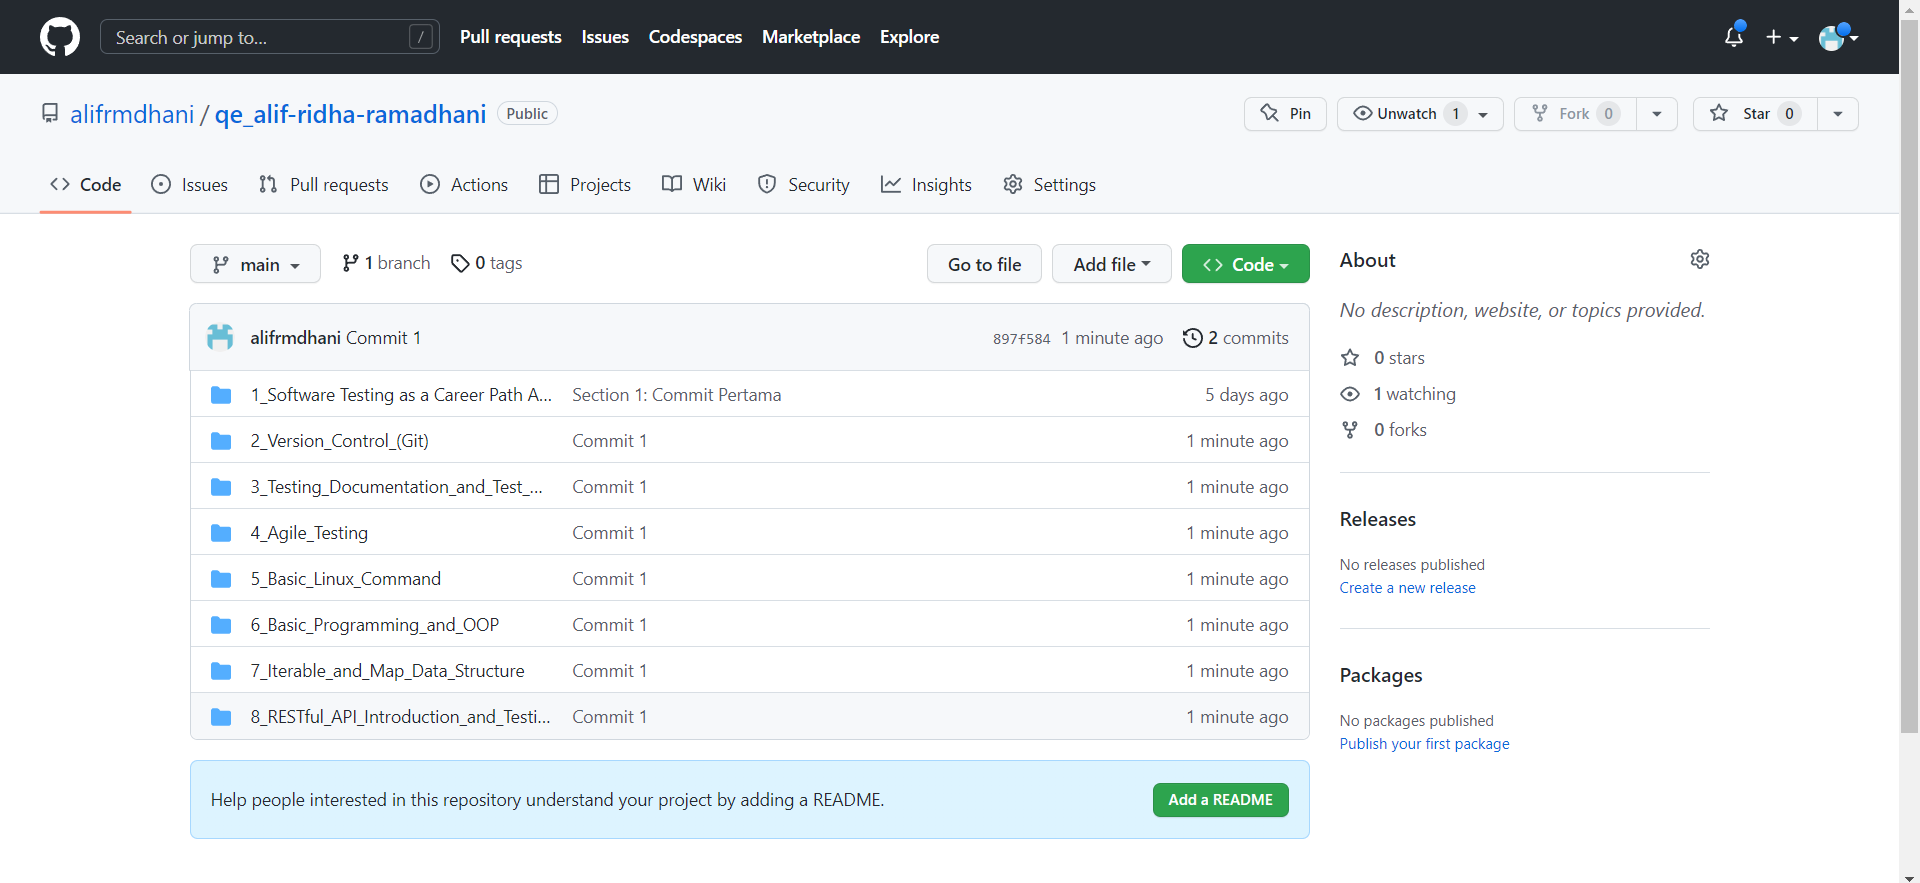 Search or jump to... /
Pull requests Issues Codespaces Marketplace Explore
alifrmdhani / qe_alif-ridha-ramadhani Public
Pin Unwatch 1 Fork 0 Star 0
Code Issues Pull requests Actions Projects Wiki Security Insights Settings
main 1 branch 0 tags Go to file Add file Code
alifrmdhani Commit 1 897f584 1 minute ago 2 commits
1_Software Testing as a Career Path A... Section 1: Commit Pertama 5 days ago
2_Version_Control_(Git) Commit 1 1 minute ago
3_Testing_Documentation_and_Test_... Commit 1 1 minute ago
4_Agile_Testing Commit 1 1 minute ago
5_Basic_Linux_Command Commit 1 1 minute ago
6_Basic_Programming_and_OOP Commit 1 1 minute ago
7_Iterable_and_Map_Data_Structure Commit 1 1 minute ago
8_RESTful_API_Introduction_and_Testi... Commit 1 1 minute ago
Help people interested in this repository understand your project by adding a README. Add a README
About
No description, website, or topics provided.
0 stars
1 watching
0 forks
Releases
No releases published
Create a new release
Packages
No packages published
Publish your first package